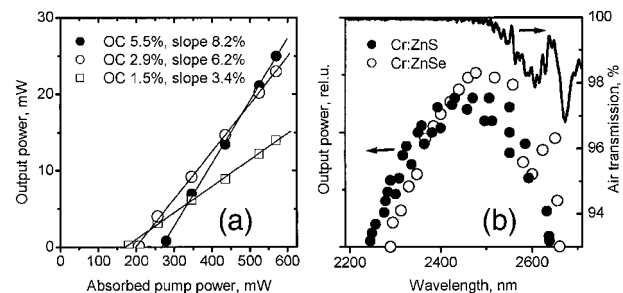 (a)
OC 5.5%, slope 8.2%
OC 2.9%, slope 6.2%
OC 1.5%, slope 3.4%
Output power, mW
30
20
10
0
0 100 200 300 400 500 600
Absorbed pump power, mW
(b)
Cr:ZnS
Cr:ZnSe
Output power, rel.u.
2200 2400 2600
Wavelength, nm
100
98
96
94
Air transmission, %